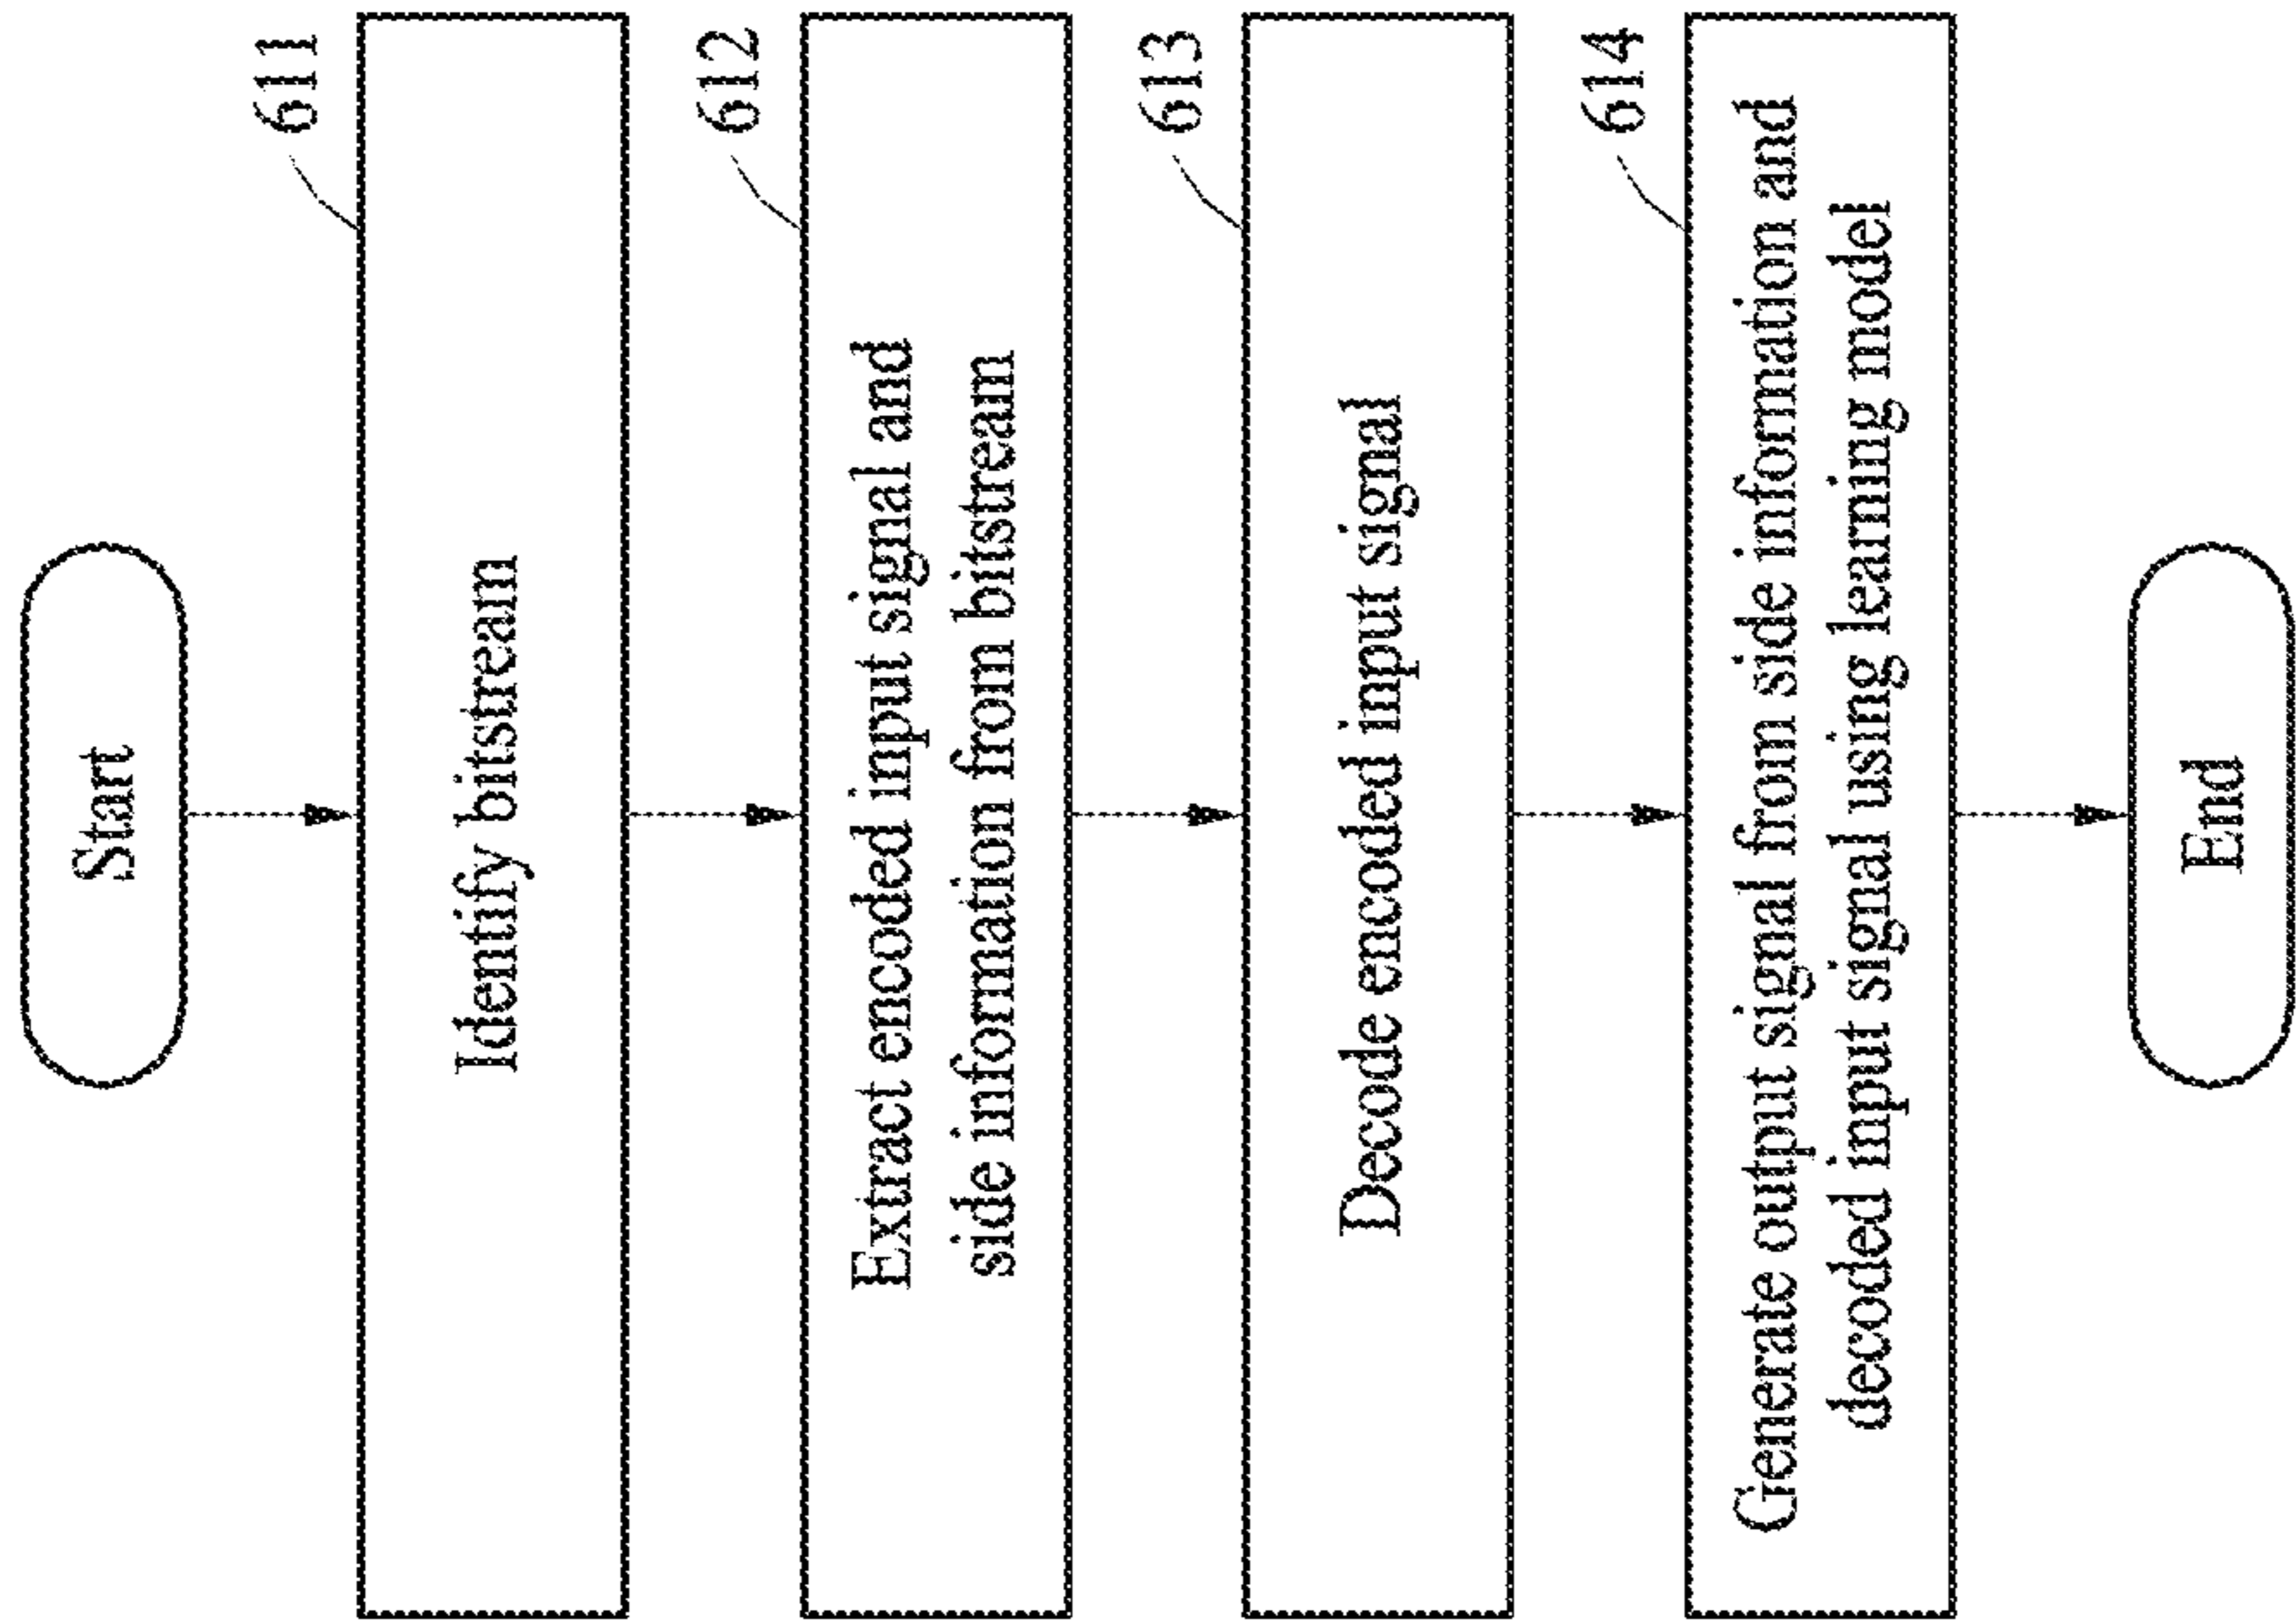 Start
611
Identify bitstream
612
Extract encoded input signal and
side information from bitstream
613
Decode encoded input signal
614
Generate output signal from side information and
decoded input signal using learning model
End